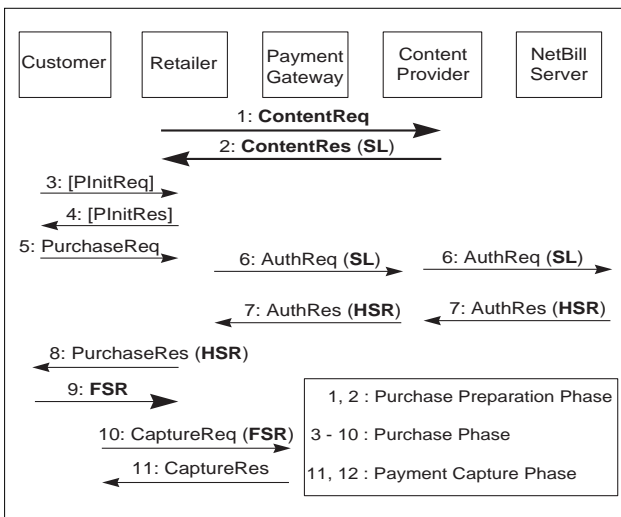 Customer
Retailer
Payment
Gateway
Content
Provider
NetBill
Server
1: ContentReq
2: ContentRes (SL)
3: [PInitReq]
4: [PInitRes]
5: PurchaseReq
6: AuthReq (SL)
6: AuthReq (SL)
7: AuthRes (HSR)
7: AuthRes (HSR)
8: PurchaseRes (HSR)
9: FSR
10: CaptureReq (FSR)
11: CaptureRes
1, 2 : Purchase Preparation Phase
3 - 10 : Purchase Phase
11, 12 : Payment Capture Phase